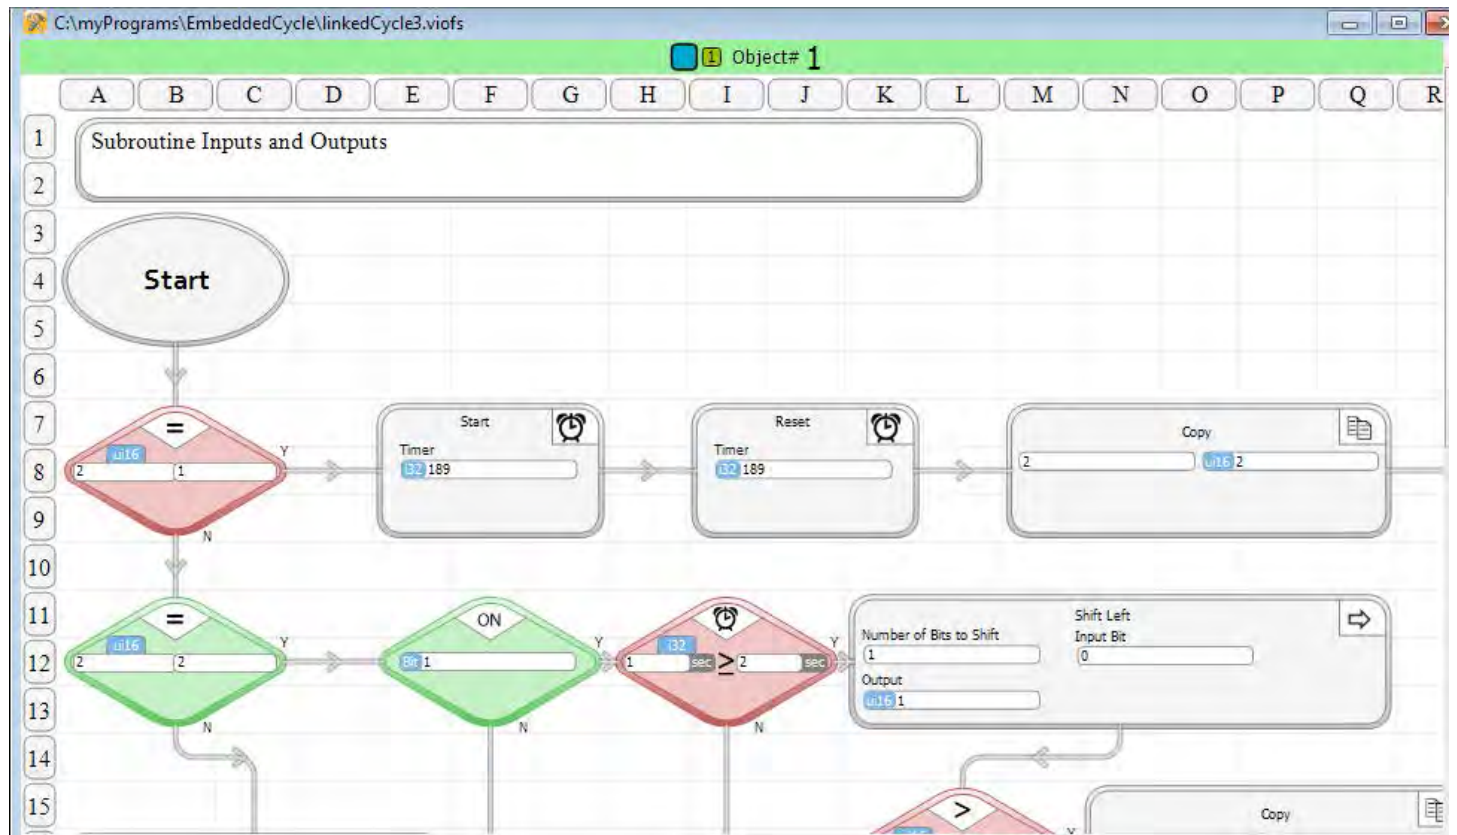 C:\myPrograms\EmbeddedCycle\linkedCycle3.viofs
1 Object# 1
A B C D E F G H I J K L M N O P Q R
1
Subroutine Inputs and Outputs
2
3
4
Start
5
6
7
=
Start
Reset
Copy
8
ui16
2 1
Y
Timer
i32 189
Timer
i32 189
2 ui16 2
9
N
10
11
=
ON
Shift Left
12
ui16
2 2
Y
Bit 1
Y
i32
1 sec ≥ 2 sec
Y
Number of Bits to Shift
1
Input Bit
0
Output
ui16 1
13
N
N
N
14
15
>
Y
Copy